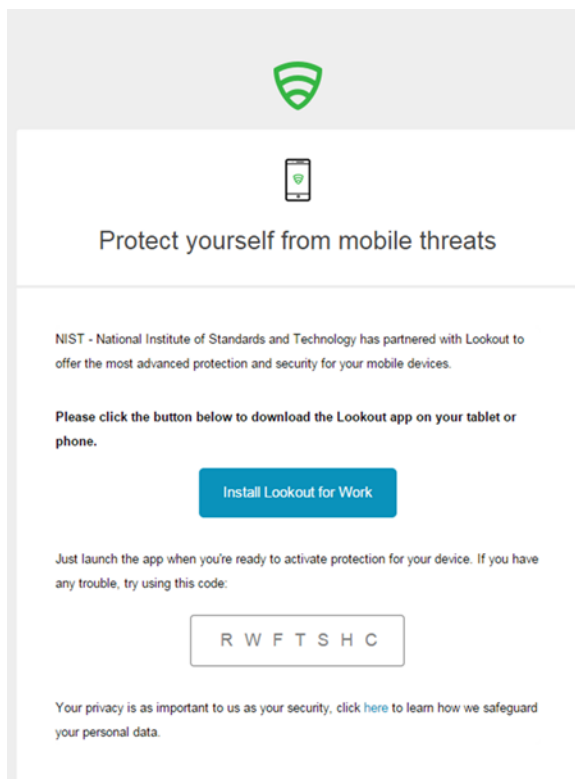 Protect yourself from mobile threats
NIST - National Institute of Standards and Technology has partnered with Lookout to
offer the most advanced protection and security for your mobile devices.
Please click the button below to download the Lookout app on your tablet or
phone.
Install Lookout for Work
Just launch the app when you're ready to activate protection for your device. If you have
any trouble, try using this code:
R W F T S H C
Your privacy is as important to us as your security, click here to learn how we safeguard
your personal data.